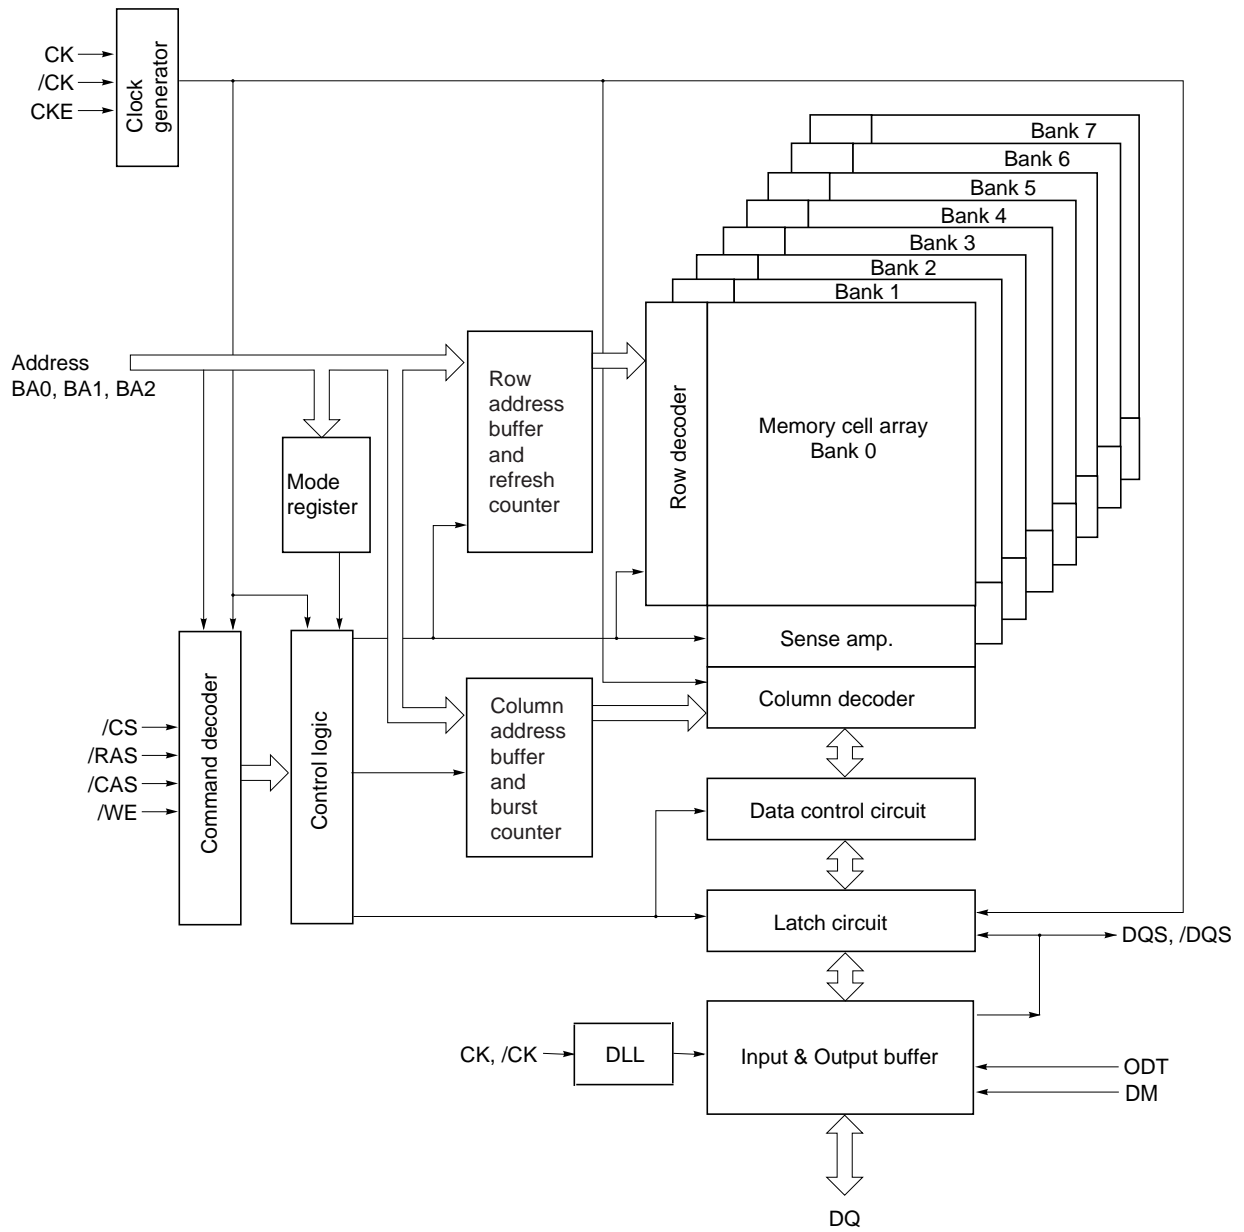 CK
/CK
CKE
Clock
generator
Bank 7
Bank 6
Bank 5
Bank 4
Bank 3
Bank 2
Bank 1
Address
BA0, BA1, BA2
Mode
register
Row
address
buffer
and
refresh
counter
Row decoder
Memory cell array
Bank 0
Sense amp.
Column decoder
/CS
/RAS
/CAS
/WE
Command decoder
Control logic
Column
address
buffer
and
burst
counter
Data control circuit
Latch circuit
DQS, /DQS
CK, /CK
DLL
Input & Output buffer
ODT
DM
DQ